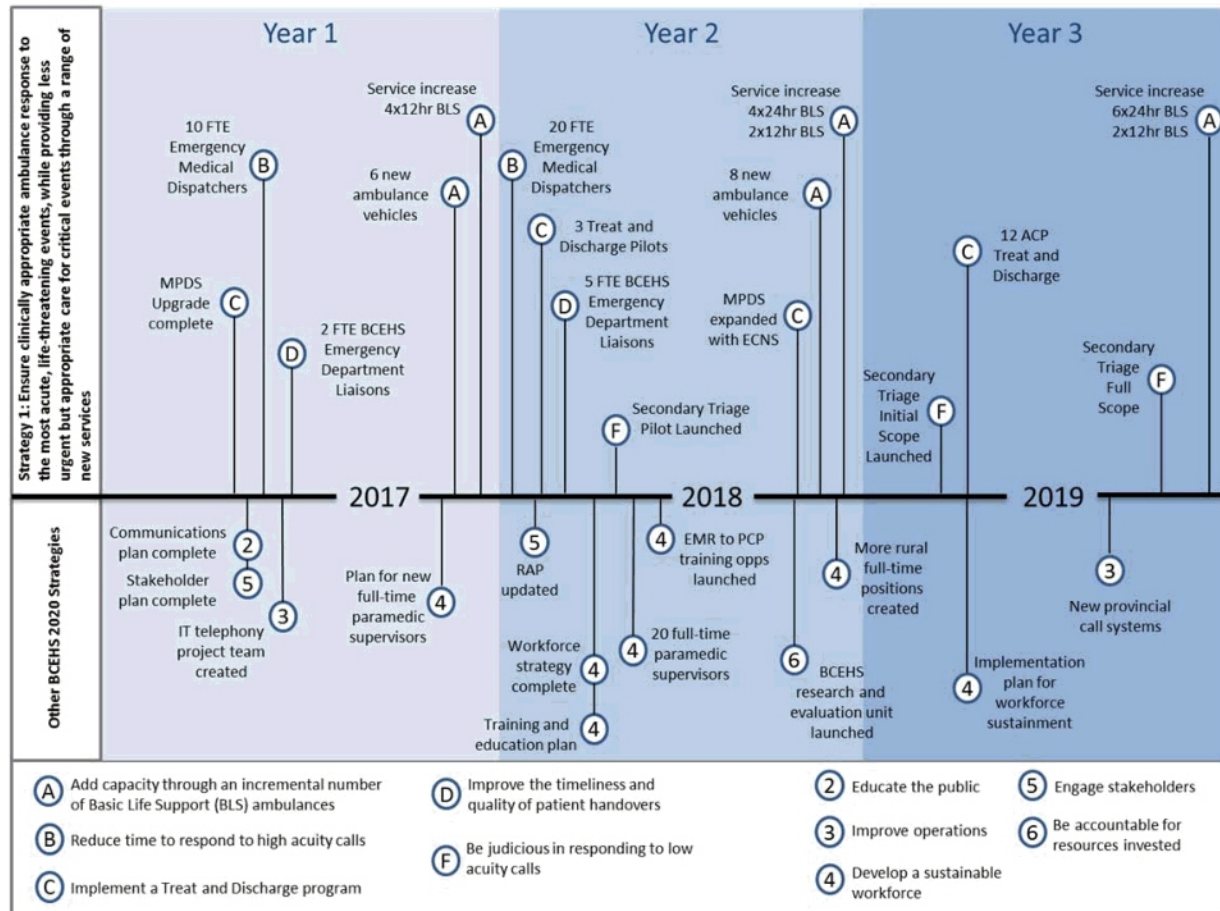 Year 1
Year 2
Year 3
Strategy 1: Ensure clinically appropriate ambulance response to
the most acute, life-threatening events, while providing less
urgent but appropriate care for critical events through a range of
new services
MPDS
Upgrade
complete
C
10 FTE
Emergency
Medical
Dispatchers
B
2 FTE BCEHS
Emergency
Department
Liaisons
D
6 new
ambulance
vehicles
A
Service increase
4x12hr BLS
A
20 FTE
Emergency
Medical
Dispatchers
B
3 Treat and
Discharge Pilots
C
5 FTE BCEHS
Emergency
Department
Liaisons
D
Secondary Triage
Pilot Launched
F
MPDS
expanded
with ECNS
C
8 new
ambulance
vehicles
A
Service increase
4x24hr BLS
2x12hr BLS
A
Secondary
Triage
Initial
Scope
Launched
F
12 ACP
Treat and
Discharge
C
Secondary
Triage
Full
Scope
F
Service increase
6x24hr BLS
2x12hr BLS
A
2017
2018
2019
Other BCEHS 2020 Strategies
Communications
plan complete
2
Stakeholder
plan complete
5
IT telephony
project team
created
3
Plan for new
full-time
paramedic
supervisors
4
5
RAP
updated
Workforce
strategy
complete
4
Training and
education plan
4
4
20 full-time
paramedic
supervisors
4
EMR to PCP
training opps
launched
6
BCEHS
research and
evaluation unit
launched
4
More rural
full-time
positions
created
4
Implementation
plan for
workforce
sustainment
3
New provincial
call systems
A Add capacity through an incremental number
of Basic Life Support (BLS) ambulances
B Reduce time to respond to high acuity calls
C Implement a Treat and Discharge program
D Improve the timeliness and
quality of patient handovers
F Be judicious in responding to low
acuity calls
2 Educate the public
3 Improve operations
4 Develop a sustainable
workforce
5 Engage stakeholders
6 Be accountable for
resources invested